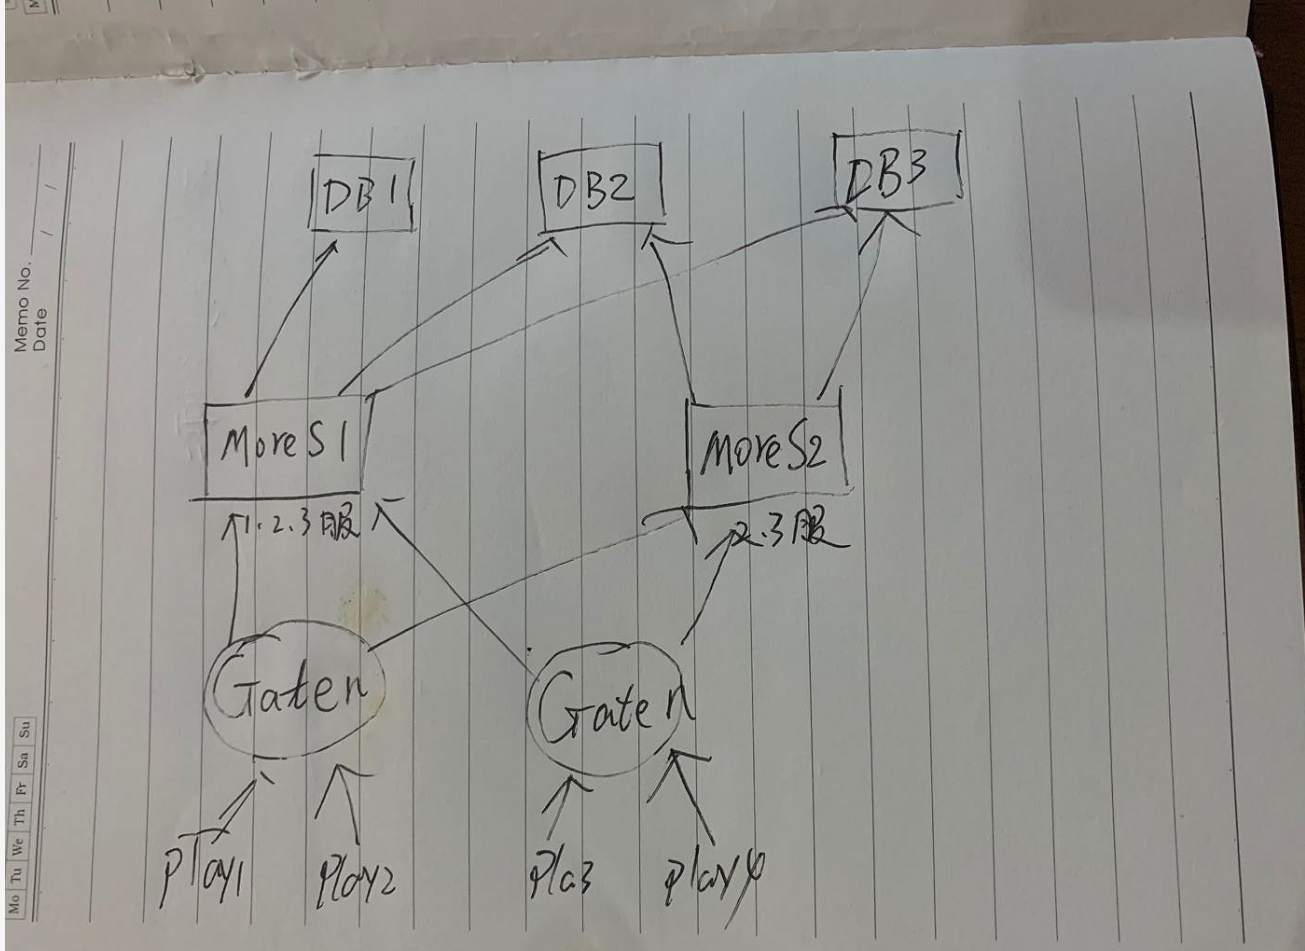 DB1
DB2
DB3
MoreS1
MoreS2
1.2.3服
2.3服
Gaten
Gaten
Play1
Play2
Pla3
Play4
Memo No.
Date / /
Mo Tu We Th Fr Sa Su